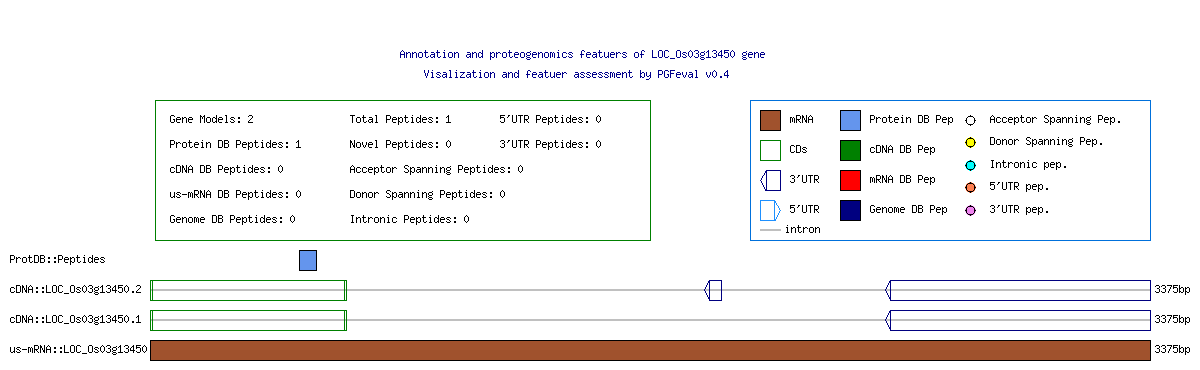 Annotation and proteogenomics featuers of LOC_Os03g13450 gene
Visalization and featuer assessment by PGFeval v0.4
Gene Models: 2 Total Peptides: 1 5'UTR Peptides: 0
Protein DB Peptides: 1 Novel Peptides: 0 3'UTR Peptides: 0
cDNA DB Peptides: 0 Acceptor Spanning Peptides: 0
us-mRNA DB Peptides: 0 Donor Spanning Peptides: 0
Genome DB Peptides: 0 Intronic Peptides: 0
mRNA Protein DB Pep Acceptor Spanning Pep.
CDs cDNA DB Pep Donor Spanning Pep.
3'UTR mRNA DB Pep Intronic pep.
5'UTR Genome DB Pep 5'UTR pep.
intron 3'UTR pep.
ProtDB::Peptides
cDNA::LOC_Os03g13450.2 3375bp
cDNA::LOC_Os03g13450.1 3375bp
us-mRNA::LOC_Os03g13450 3375bp